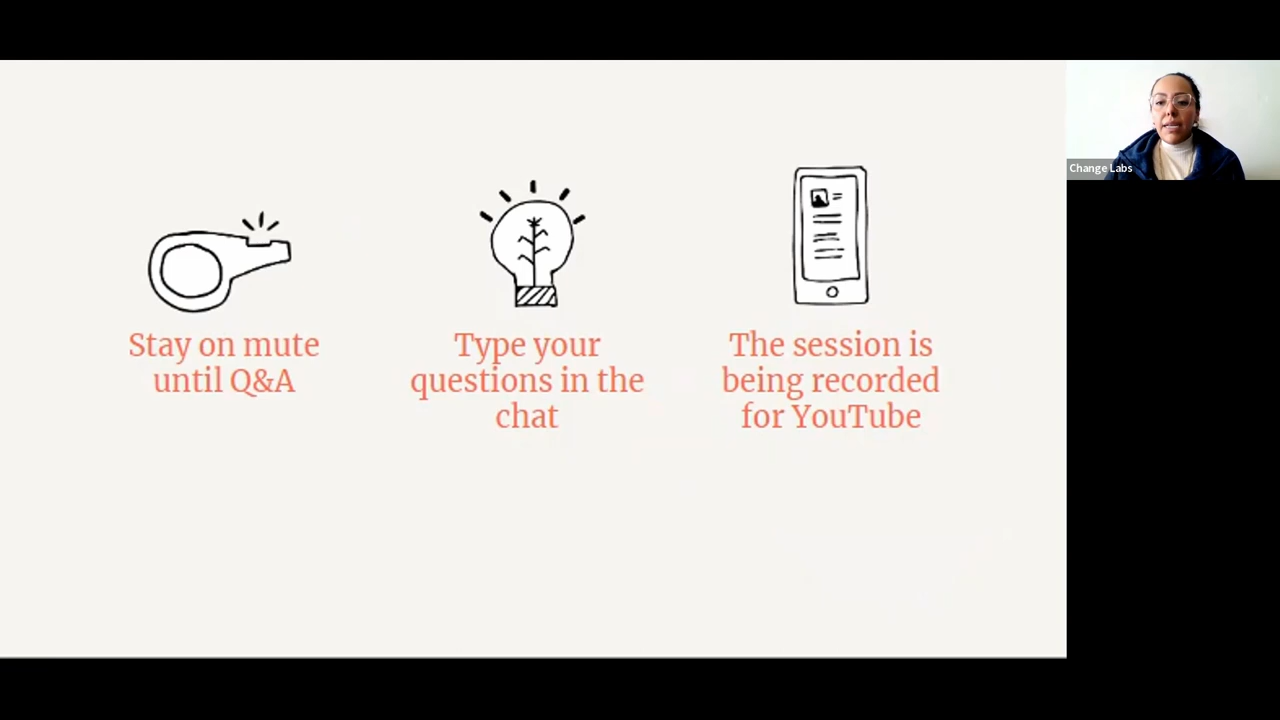 Stay on mute
until Q&A
Type your
questions in the
chat
The session is
being recorded
for YouTube
Change Labs